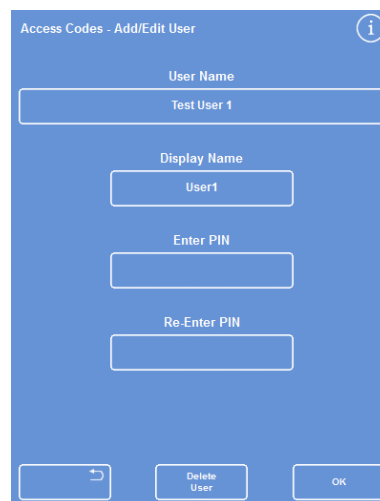 Access Codes - Add/Edit User
i
User Name
Test User 1
Display Name
User1
Enter PIN
Re-Enter PIN
Delete
User
OK